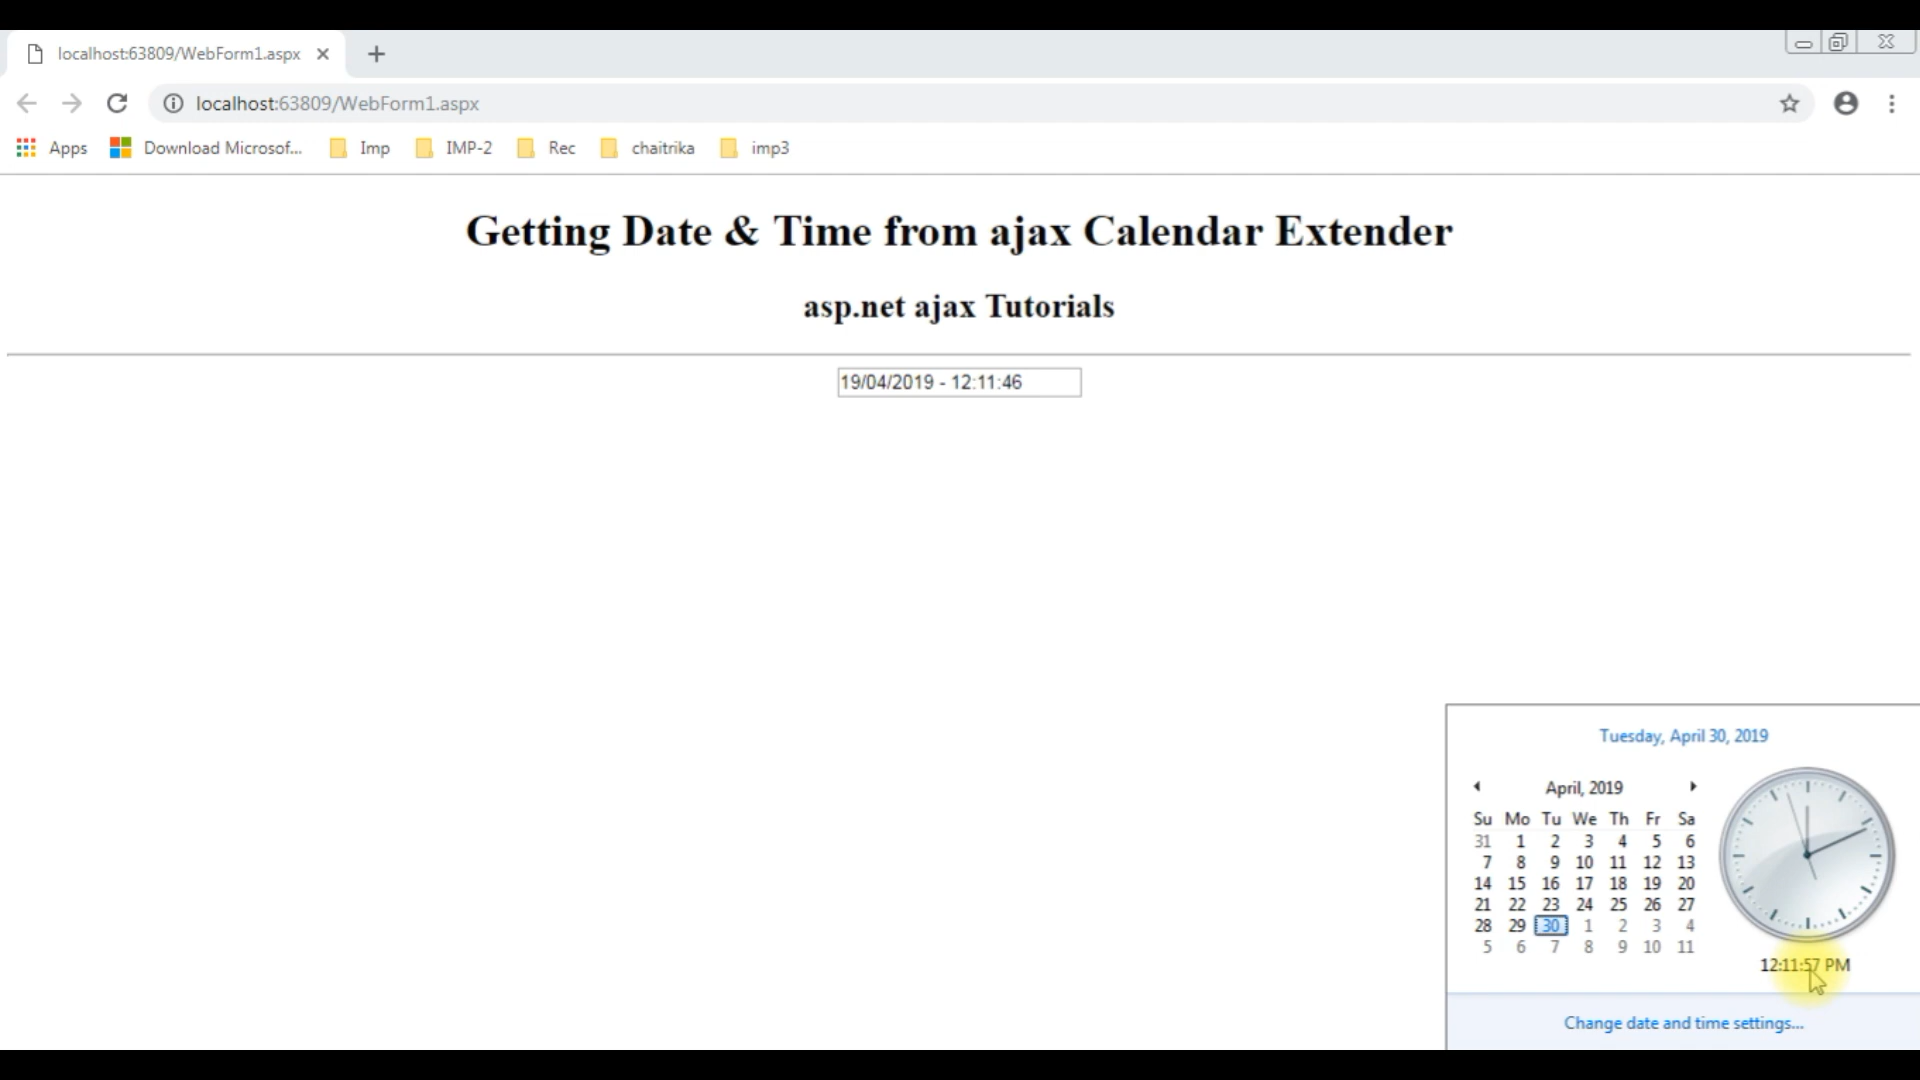 localhost:63809/WebForm1.aspx
localhost:63809/WebForm1.aspx
Apps Download Microsof... Imp IMP-2 Rec chaitrika imp3
Getting Date & Time from ajax Calendar Extender
asp.net ajax Tutorials
19/04/2019 - 12:11:46
Tuesday, April 30, 2019
April, 2019
Su Mo Tu We Th Fr Sa
31 1 2 3 4 5 6
7 8 9 10 11 12 13
14 15 16 17 18 19 20
21 22 23 24 25 26 27
28 29 30 1 2 3 4
5 6 7 8 9 10 11
12:11:57 PM
Change date and time settings...